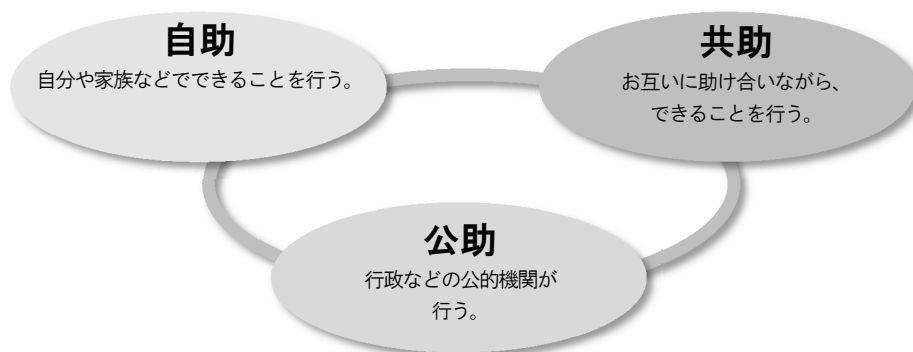 自助
自分や家族などでできることを行う。
共助
お互いに助け合いながら、
できることを行う。
公助
行政などの公的機関が
行う。